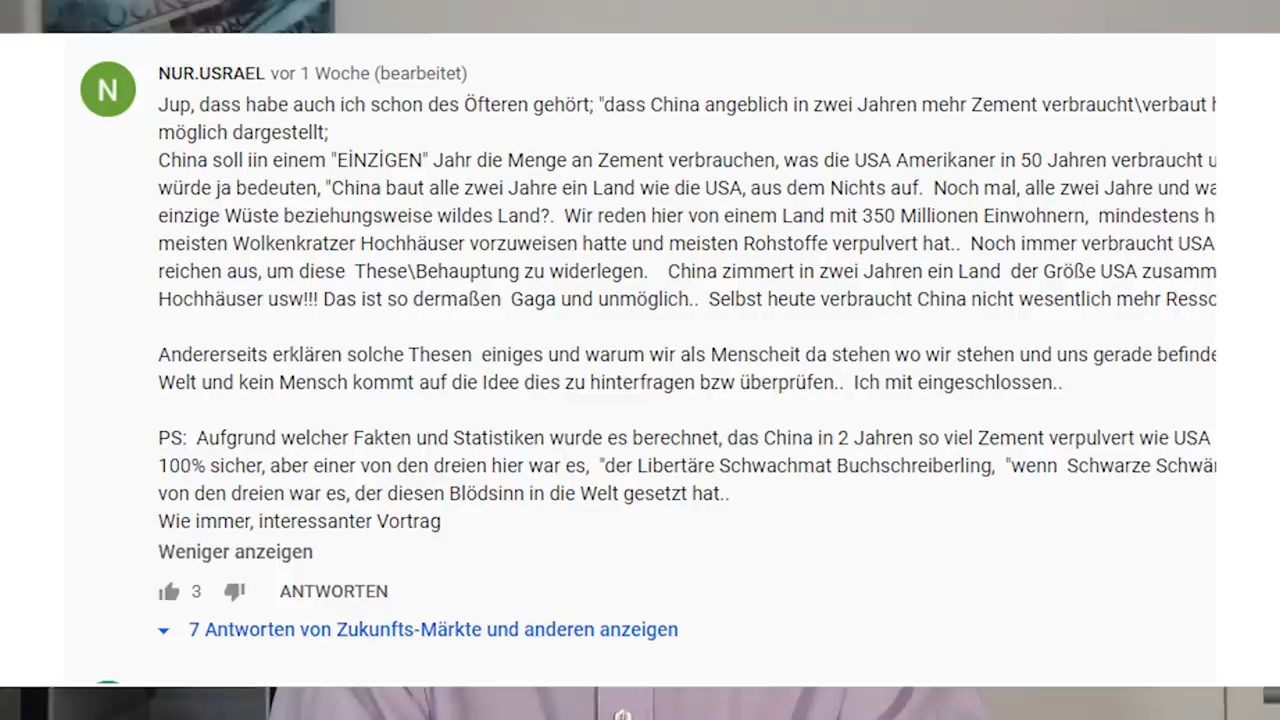 N
NUR.USRAEL vor 1 Woche (bearbeitet)
Jup, dass habe auch ich schon des Öfteren gehört; "dass China angeblich in zwei Jahren mehr Zement verbraucht\verbaut
möglich dargestellt;
China soll iin einem "EİNZİGEN" Jahr die Menge an Zement verbrauchen, was die USA Amerikaner in 50 Jahren verbraucht
würde ja bedeuten, "China baut alle zwei Jahre ein Land wie die USA, aus dem Nichts auf.  Noch mal, alle zwei Jahre und
einzige Wüste beziehungsweise wildes Land?.  Wir reden hier von einem Land mit 350 Millionen Einwohnern,  mindestens
meisten Wolkenkratzer Hochhäuser vorzuweisen hatte und meisten Rohstoffe verpulvert hat..  Noch immer verbraucht USA
reichen aus, um diese  These\Behauptung zu widerlegen.    China zimmert in zwei Jahren ein Land  der Größe USA
Hochhäuser usw!!! Das ist so dermaßen  Gaga und unmöglich..  Selbst heute verbraucht China nicht wesentlich mehr
Andererseits erklären solche Thesen  einiges und warum wir als Menscheit da stehen wo wir stehen und uns gerade
Welt und kein Mensch kommt auf die Idee dies zu hinterfragen bzw überprüfen..  Ich mit eingeschlossen..
PS:  Aufgrund welcher Fakten und Statistiken wurde es berechnet, das China in 2 Jahren so viel Zement verpulvert wie USA
100% sicher, aber einer von den dreien hier war es,  "der Libertäre Schwachmat Buchschreiberling,  "wenn  Schwarze
von den dreien war es, der diesen Blödsinn in die Welt gesetzt hat..
Wie immer, interessanter Vortrag
Weniger anzeigen
3 ANTWORTEN
7 Antworten von Zukunfts-Märkte und anderen anzeigen